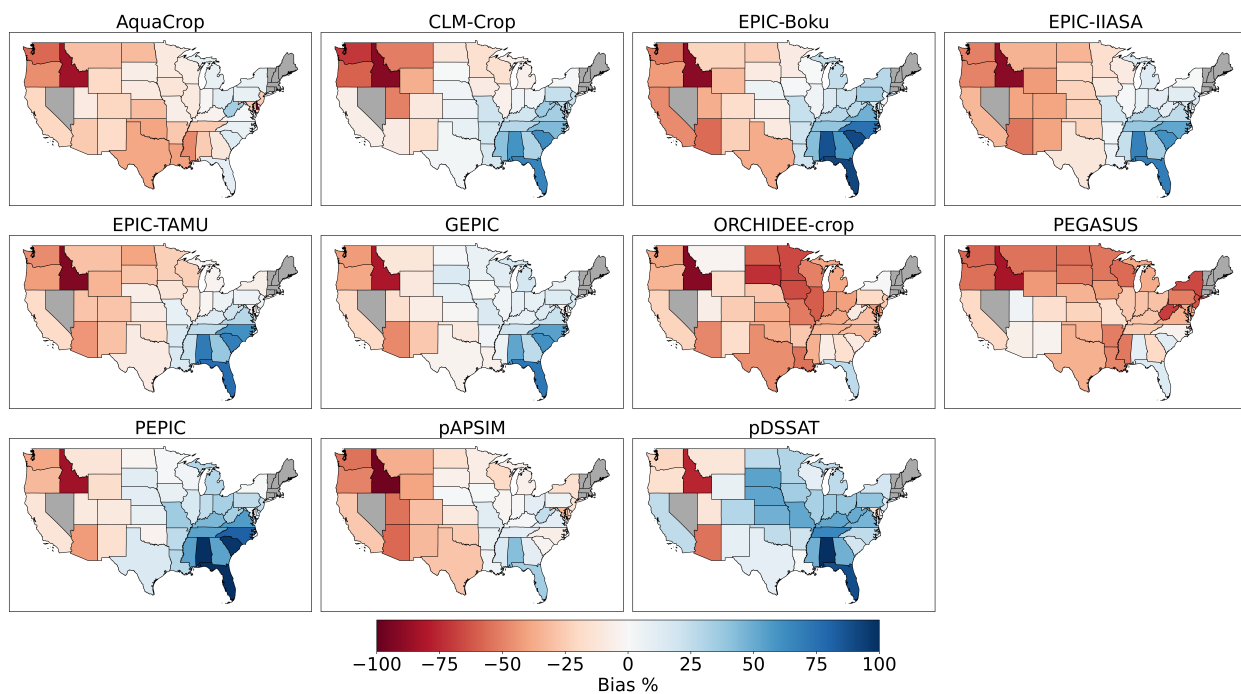 AquaCrop CLM-Crop EPIC-Boku EPIC-IIASA
EPIC-TAMU GEPIC ORCHIDEE-crop PEGASUS
PEPIC pAPSIM pDSSAT
−100 −75 −50 −25 0 25 50 75 100
Bias %